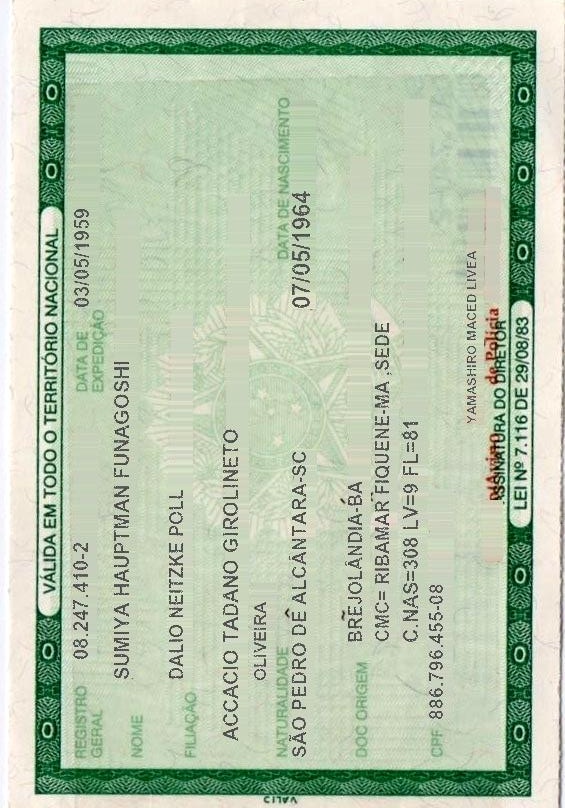 VÁLIDA EM TODO O TERRITÓRIO NACIONAL
REGISTRO GERAL 08.247.410-2 DATA DE EXPEDIÇÃO 03/05/1959
NOME SUMIYA HAUPTMAN FUNAGOSHI
FILIAÇÃO DALIO NEITZKE POLL
ACCACIO TADANO GIROLINETO
OLIVEIRA
NATURALIDADE DATA DE NASCIMENTO
SÃO PEDRO DE ALCANTARA-SC 07/05/1964
DOC ORIGEM BREJOLÂNDIA-BA
CMC= RIBAMAR FIQUENE-MA ,SEDE
C.NAS=308 LV=9 FL=81
CPF 886.796.455-08
YAMASHIRO MACED LIVEA
de Polícia
ASSINATURA DO DIRETOR
LEI Nº 7.116 DE 29/08/83